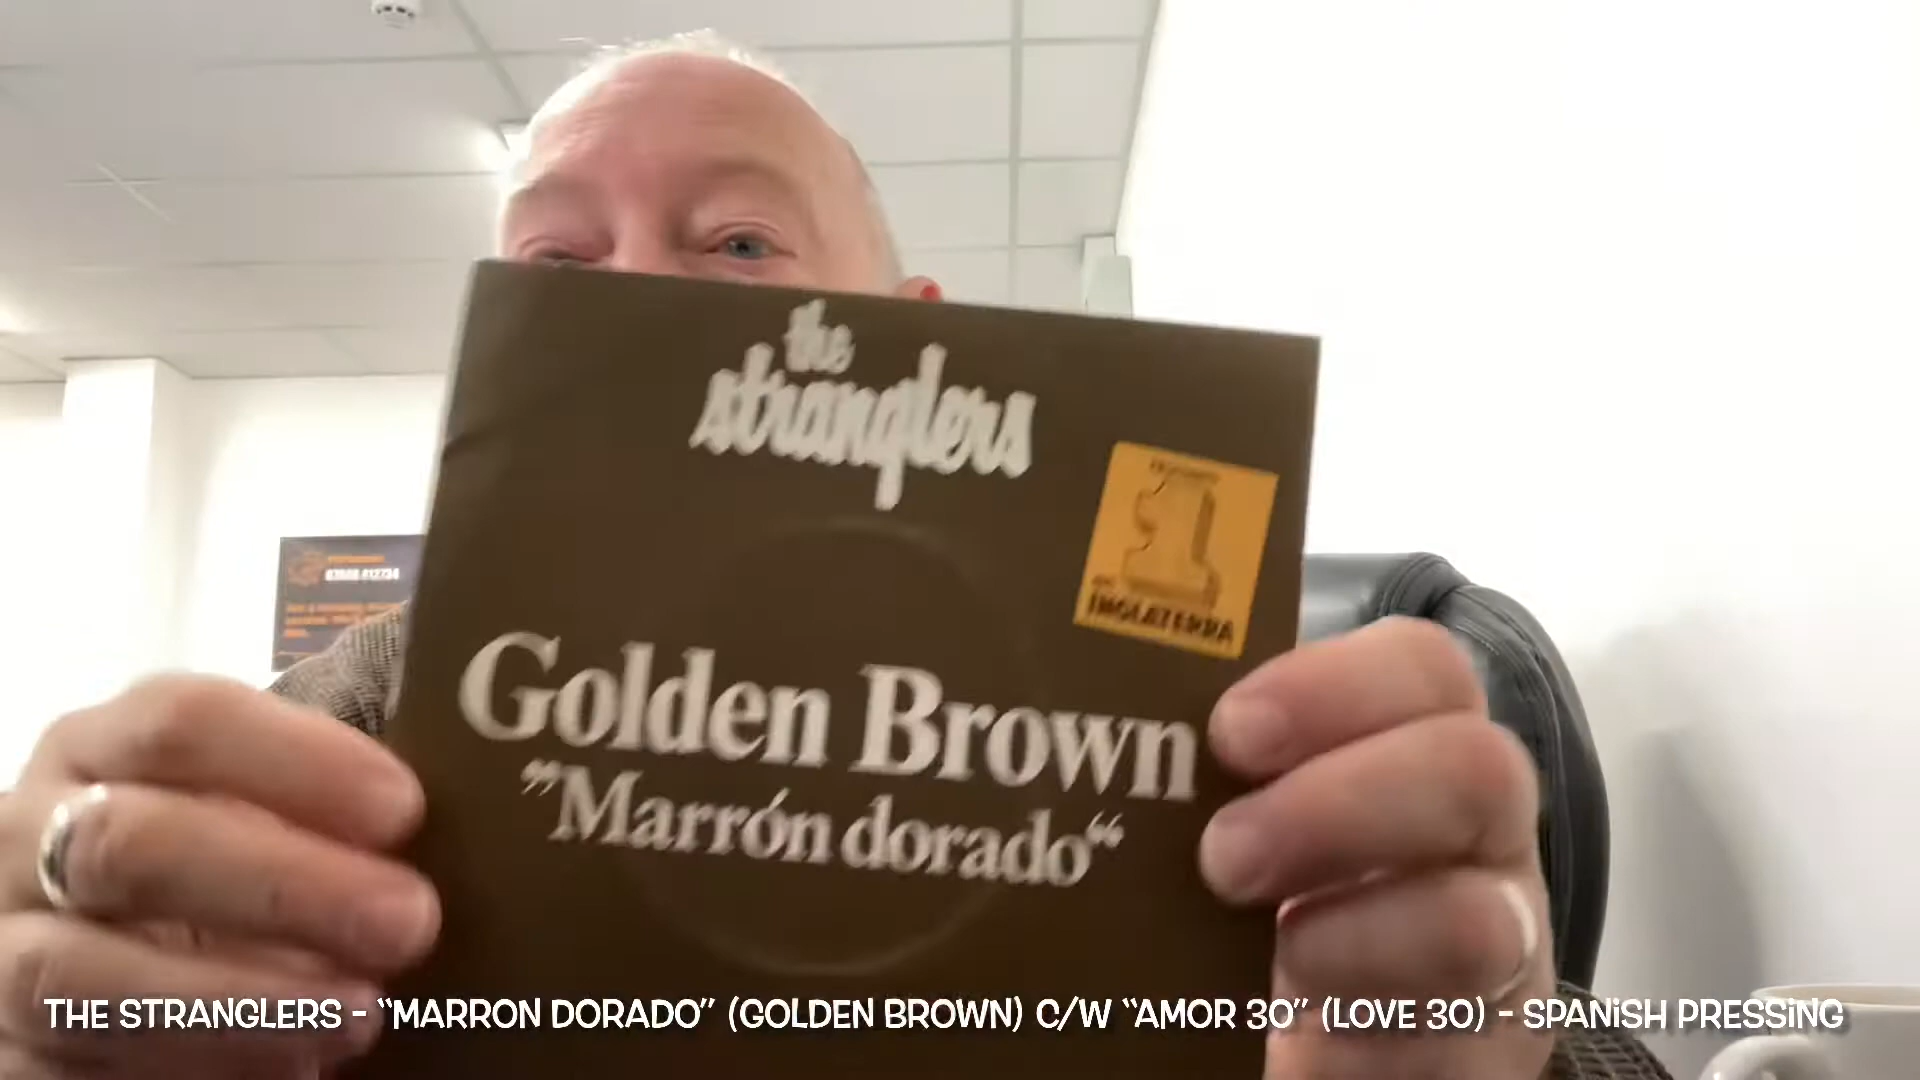 the
stranglers
1
INGLATERRA
Golden Brown
”Marrón dorado“
THE STRANGLERS - “MARRON DORADO” (GOLDEN BROWN) C/W “AMOR 30” (LOVE 30) - SPANiSH PRESSiNG